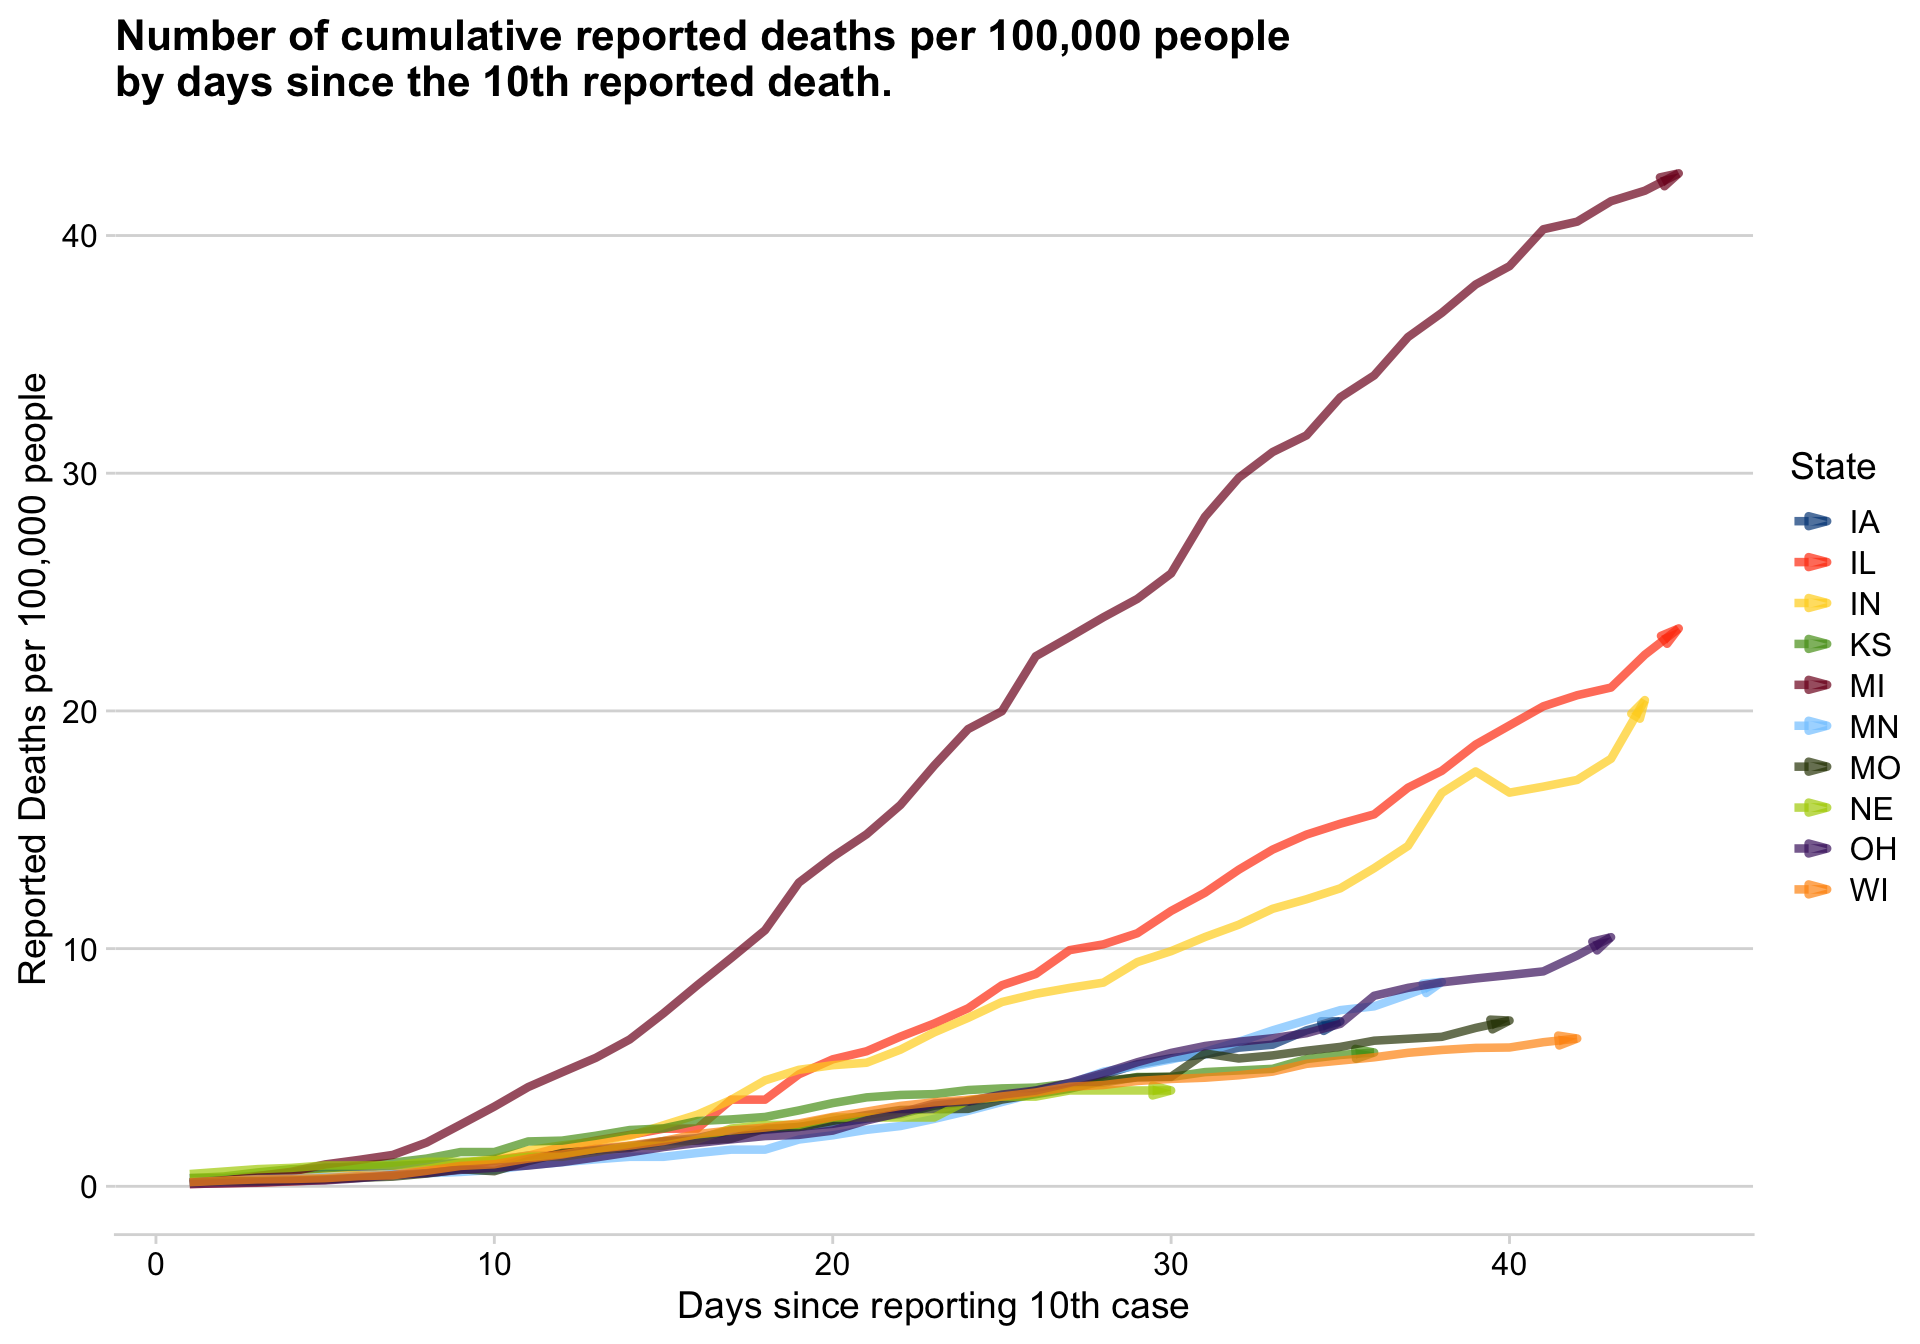 Number of cumulative reported deaths per 100,000 people
by days since the 10th reported death.
Reported Deaths per 100,000 people
40
30
20
10
0
0
10
20
30
40
Days since reporting 10th case
State
IA
IL
IN
KS
MI
MN
MO
NE
OH
WI